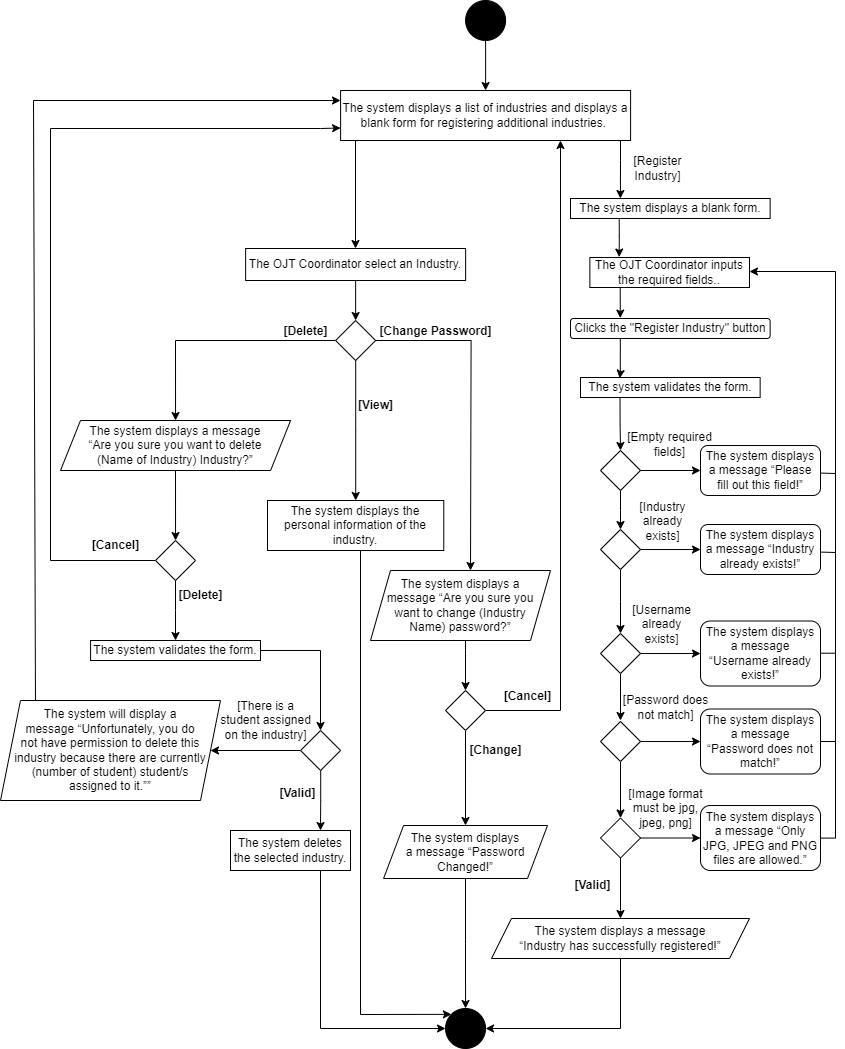 The system displays a list of industries and displays a
blank form for registering additional industries.
[Register
Industry]
The system displays a blank form.
The OJT Coordinator select an Industry.
The OJT Coordinator inputs
the required fields..
Clicks the "Register Industry" button
[Delete]
[Change Password]
[View]
The system validates the form.
The system displays a message
“Are you sure you want to delete
(Name of Industry) Industry?”
[Empty required
fields]
The system displays
a message “Please
fill out this field!”
The system displays the
personal information of the
industry.
[Industry
already
exists]
The system displays
a message “Industry
already exists!”
[Cancel]
[Delete]
The system displays a
message “Are you sure you
want to change (Industry
Name) password?”
[Username
already
exists]
The system displays
a message
“Username already
exists!”
The system validates the form.
[Cancel]
[Change]
[Password does
not match]
The system displays
a message
“Password does not
match!”
The system will display a
message “Unfortunately, you do
not have permission to delete this
industry because there are currently
(number of student) student/s
assigned to it.””
[There is a
student assigned
on the industry]
[Valid]
[Image format
must be jpg,
jpeg, png]
The system displays
a message “Only
JPG, JPEG and PNG
files are allowed.”
The system deletes
the selected industry.
The system displays
a message “Password
Changed!”
[Valid]
The system displays a message
“Industry has successfully registered!”